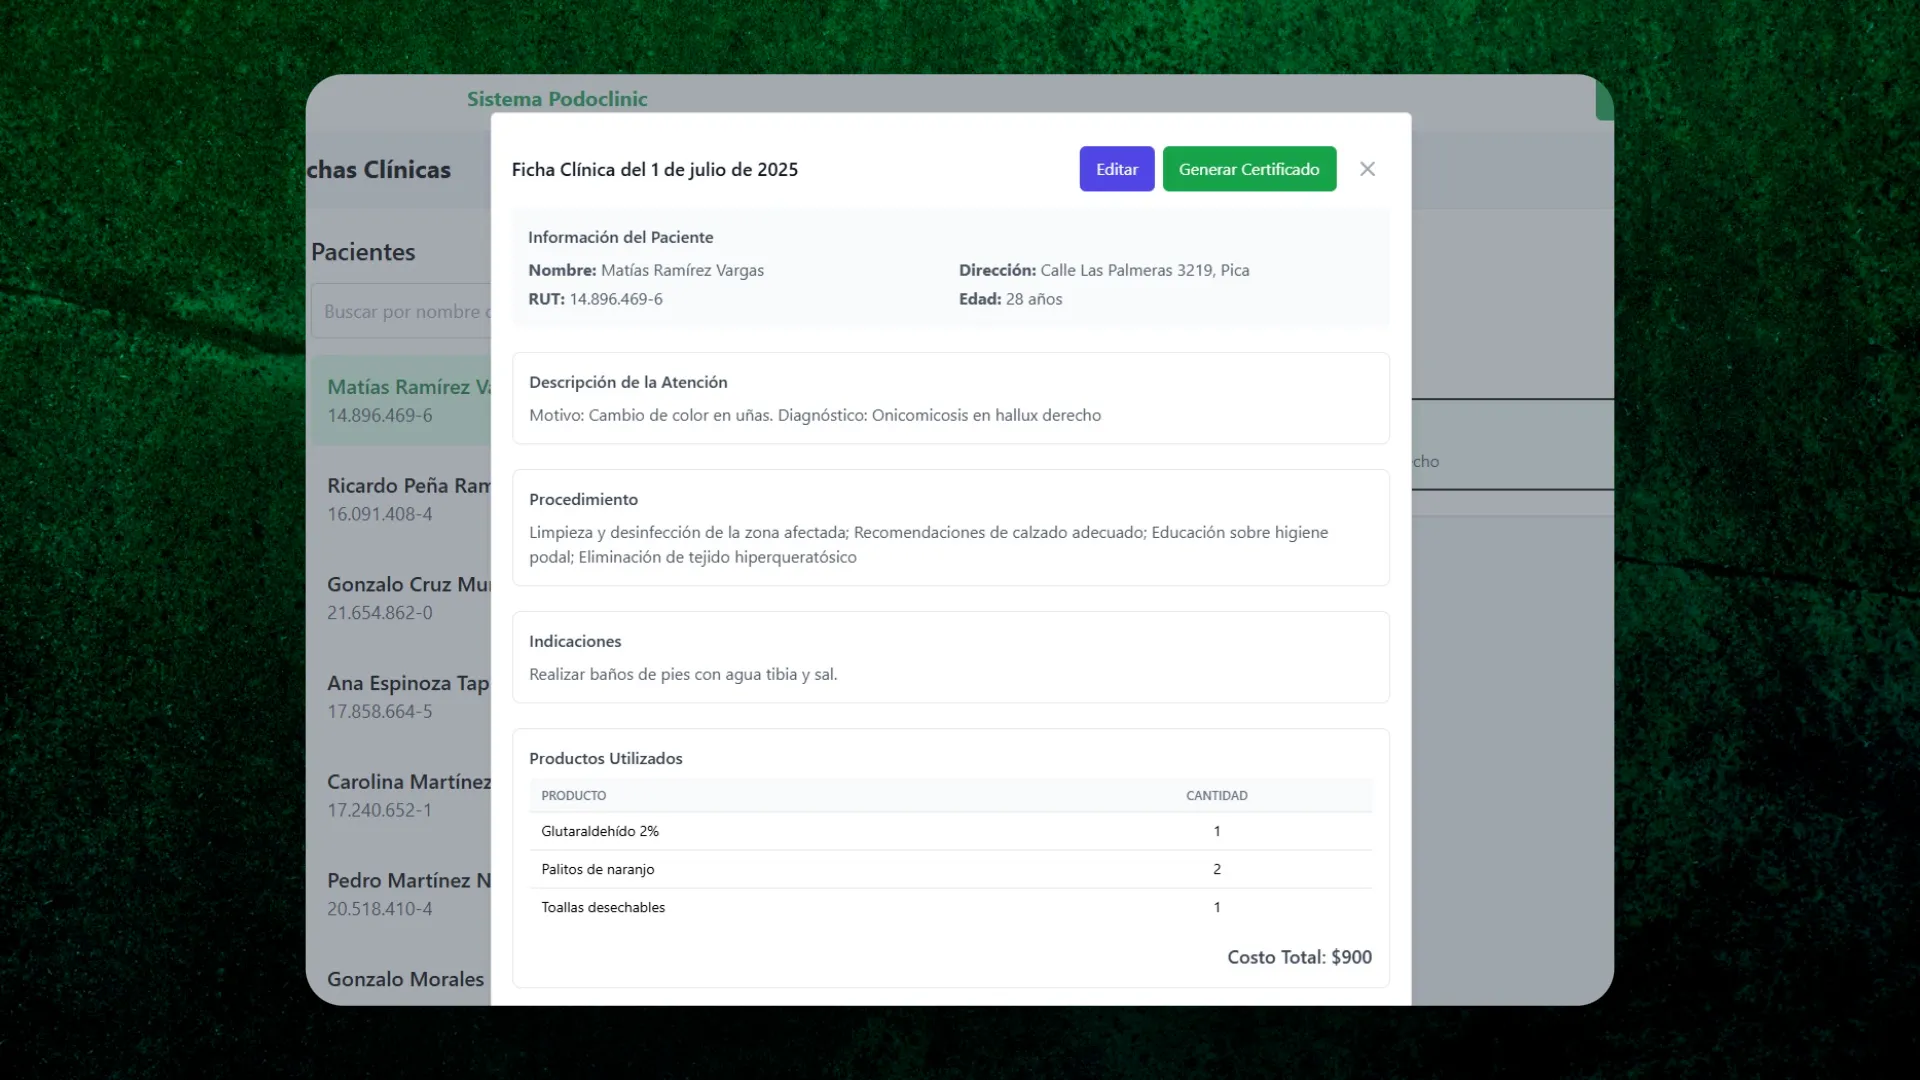 Sistema Podoclinic
chas Clínicas
Pacientes
Buscar por nombre
Matías Ramírez
14.896.469-6
Ricardo Peña
16.091.408-4
Gonzalo Cruz
21.654.862-0
Ana Espinoza
17.858.664-5
Carolina Martínez
17.240.652-1
Pedro Martínez N
20.518.410-4
Gonzalo Morales
Ficha Clínica del 1 de julio de 2025
Editar
Generar Certificado
Información del Paciente
Nombre: Matías Ramírez Vargas
Dirección: Calle Las Palmeras 3219, Pica
RUT: 14.896.469-6
Edad: 28 años
Descripción de la Atención
Motivo: Cambio de color en uñas. Diagnóstico: Onicomicosis en hallux derecho
Procedimiento
Limpieza y desinfección de la zona afectada; Recomendaciones de calzado adecuado; Educación sobre higiene
podal; Eliminación de tejido hiperqueratósico
Indicaciones
Realizar baños de pies con agua tibia y sal.
Productos Utilizados
PRODUCTO CANTIDAD
Glutaraldehído 2% 1
Palitos de naranjo 2
Toallas desechables 1
Costo Total: $900
cho